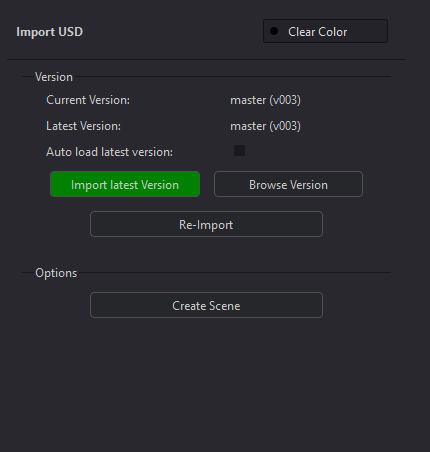 Import USD
Clear Color
Version
Current Version: master (v003)
Latest Version: master (v003)
Auto load latest version:
Import latest Version Browse Version
Re-Import
Options
Create Scene